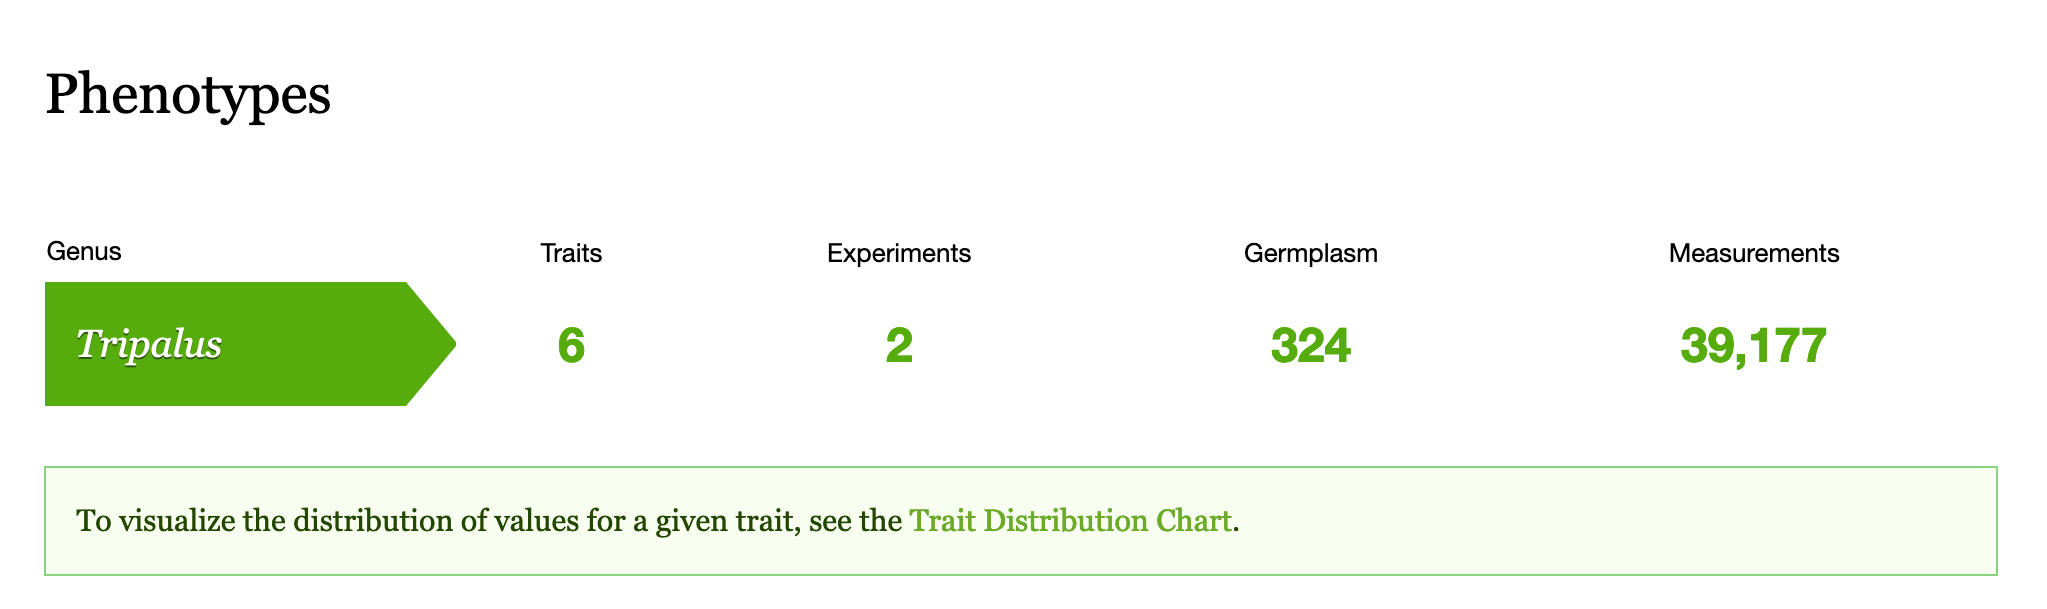 Phenotypes
Genus Traits Experiments Germplasm Measurements
Tripalus 6 2 324 39,177
To visualize the distribution of values for a given trait, see the Trait Distribution Chart.